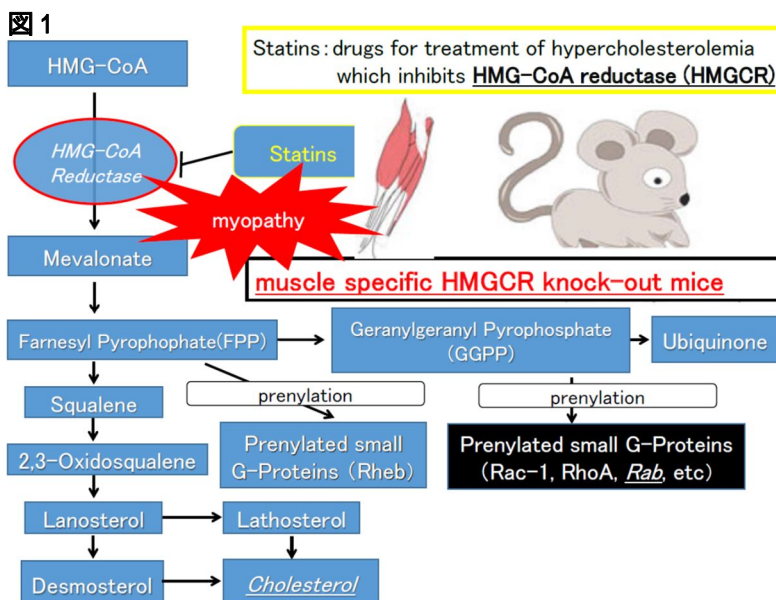 図1
HMG-CoA
Statins:drugs for treatment of hypercholesterolemia
which inhibits HMG-CoA reductase (HMGCR)
HMG-CoA
Reductase
Statins
myopathy
Mevalonate
muscle specific HMGCR knock-out mice
Farnesyl Pyrophophate(FPP)
Geranylgeranyl Pyrophosphate
(GGPP)
Ubiquinone
prenylation
prenylation
Squalene
Prenylated small
G-Proteins (Rheb)
Prenylated small G-Proteins
(Rac-1, RhoA, Rab, etc)
2,3-Oxidosqualene
Lanosterol
Lathosterol
Desmosterol
Cholesterol